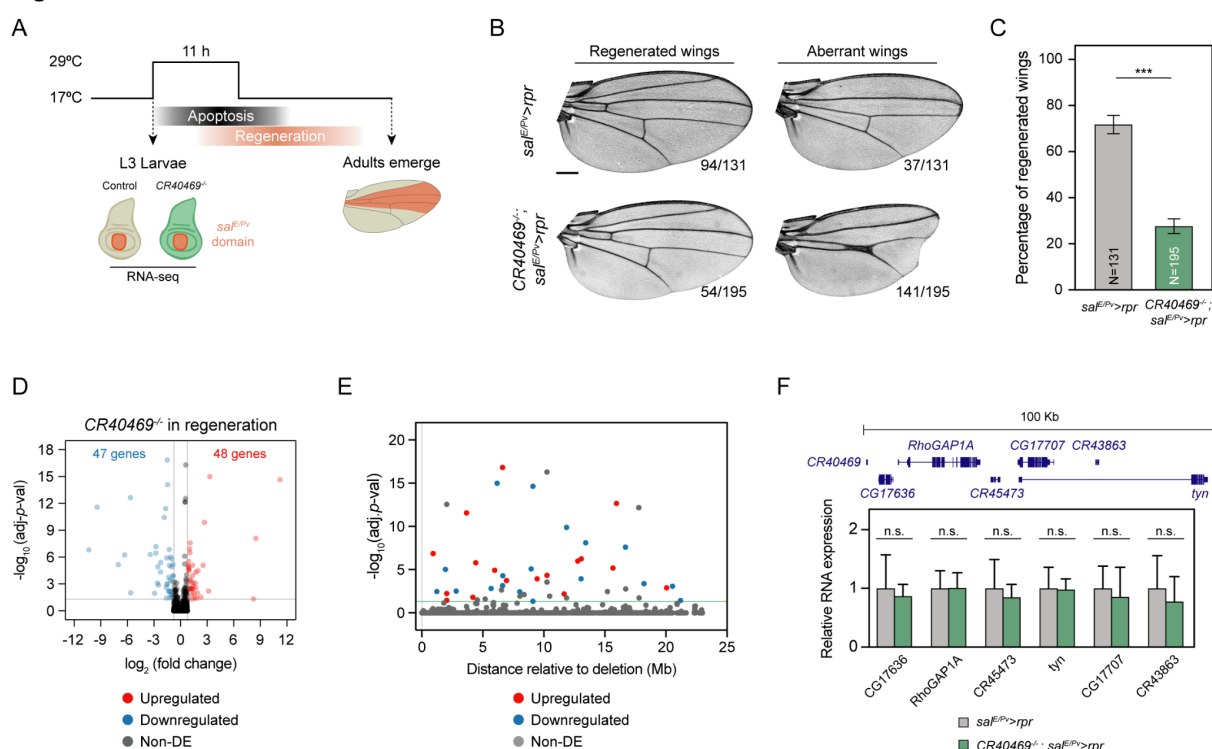 A
11 h
29ºC
17ºC
Apoptosis
Regeneration
L3 Larvae
Adults emerge
Control
CR40469-/-
salE/Pv
domain
RNA-seq
B
Regenerated wings
Aberrant wings
salE/Pv>rpr
94/131
37/131
CR40469-/-;
salE/Pv>rpr
54/195
141/195
C
Percentage of regenerated wings
100
80
60
40
20
0
***
N=131
N=195
salE/Pv>rpr
CR40469-/-;
salE/Pv>rpr
D
CR40469-/- in regeneration
47 genes
48 genes
-log10(adj-p-val)
18
15
12
9
6
3
0
-12
-9
-6
-3
0
3
6
9
12
log2 (fold change)
Upregulated
Downregulated
Non-DE
E
-log10(adj.p-val)
20
15
10
5
0
0
5
10
15
20
25
Distance relative to deletion (Mb)
Upregulated
Downregulated
Non-DE
F
100 Kb
RhoGAP1A
CG17707
CR43863
CR40469
CG17636
CR45473
tyn
Relative RNA expression
2
1
0
n.s.
n.s.
n.s.
n.s.
n.s.
n.s.
CG17636
RhoGAP1A
CR45473
tyn
CG17707
CR43863
salE/Pv>rpr
CR40469-/-; salE/Pv>rpr